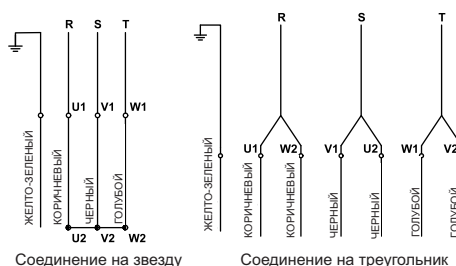 R S T
U1 V1 W1
ЖЕЛТО-ЗЕЛЕНЫЙ
КОРИЧНЕВЫЙ
ЧЕРНЫЙ
ГОЛУБОЙ
U2 V2 W2
Соединение на звезду
R S T
U1 W2 V1 U2 W1 V2
ЖЕЛТО-ЗЕЛЕНЫЙ
КОРИЧНЕВЫЙ
КОРИЧНЕВЫЙ
ЧЕРНЫЙ
ЧЕРНЫЙ
ГОЛУБОЙ
ГОЛУБОЙ
Соединение на треугольник